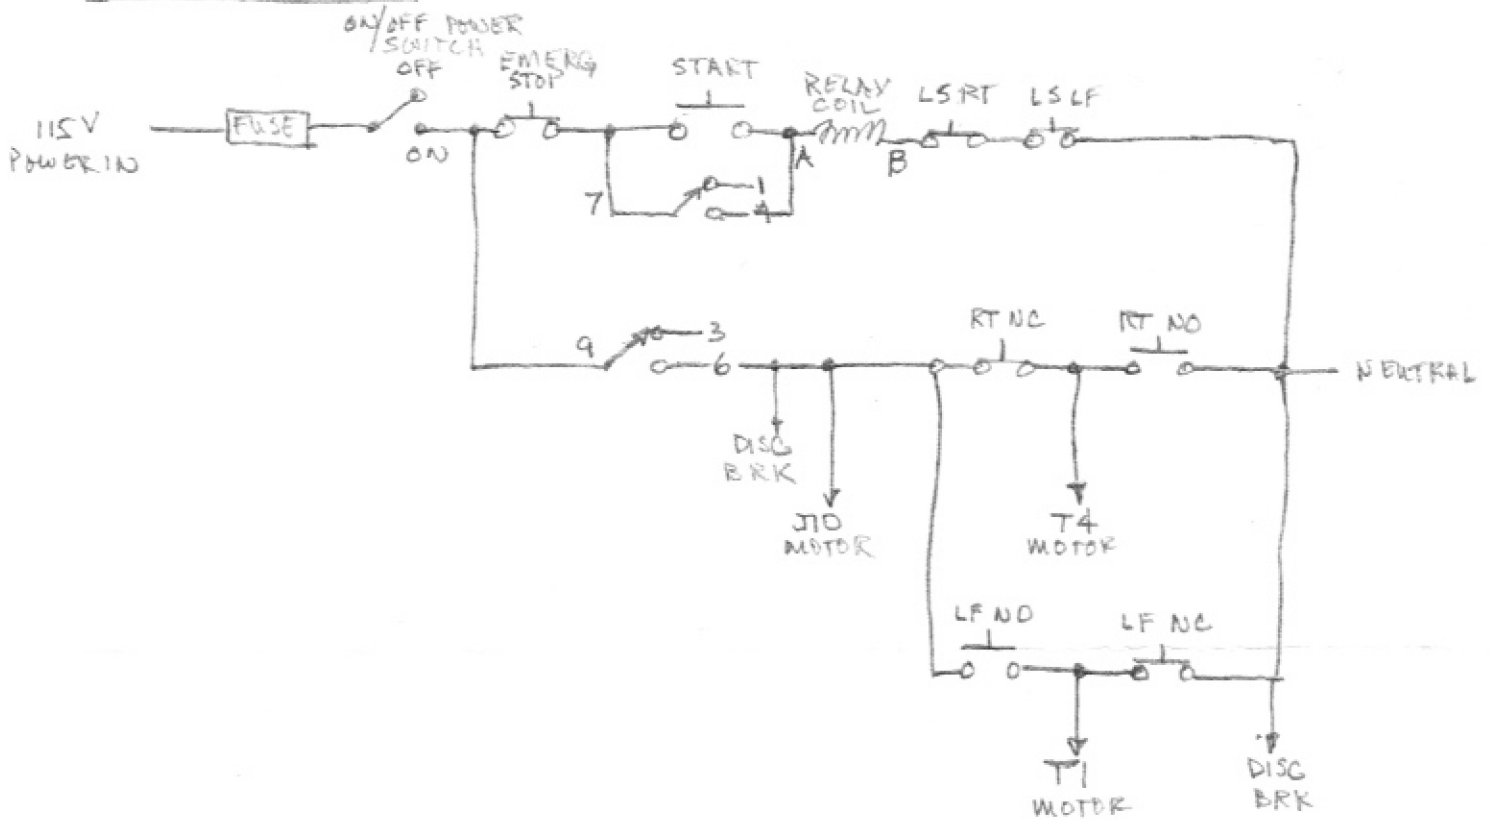 ON/OFF POWER
SWITCH
OFF
ON
115V
POWER IN
FUSE
EMERG
STOP
START
RELAY
COIL
A
B
LS RT
LS LF
7
1
4
9
3
6
RT NC
RT NO
NEUTRAL
DISC
BRK
MOTOR
T4
MOTOR
LF NO
LF NC
T1
MOTOR
DISC
BRK